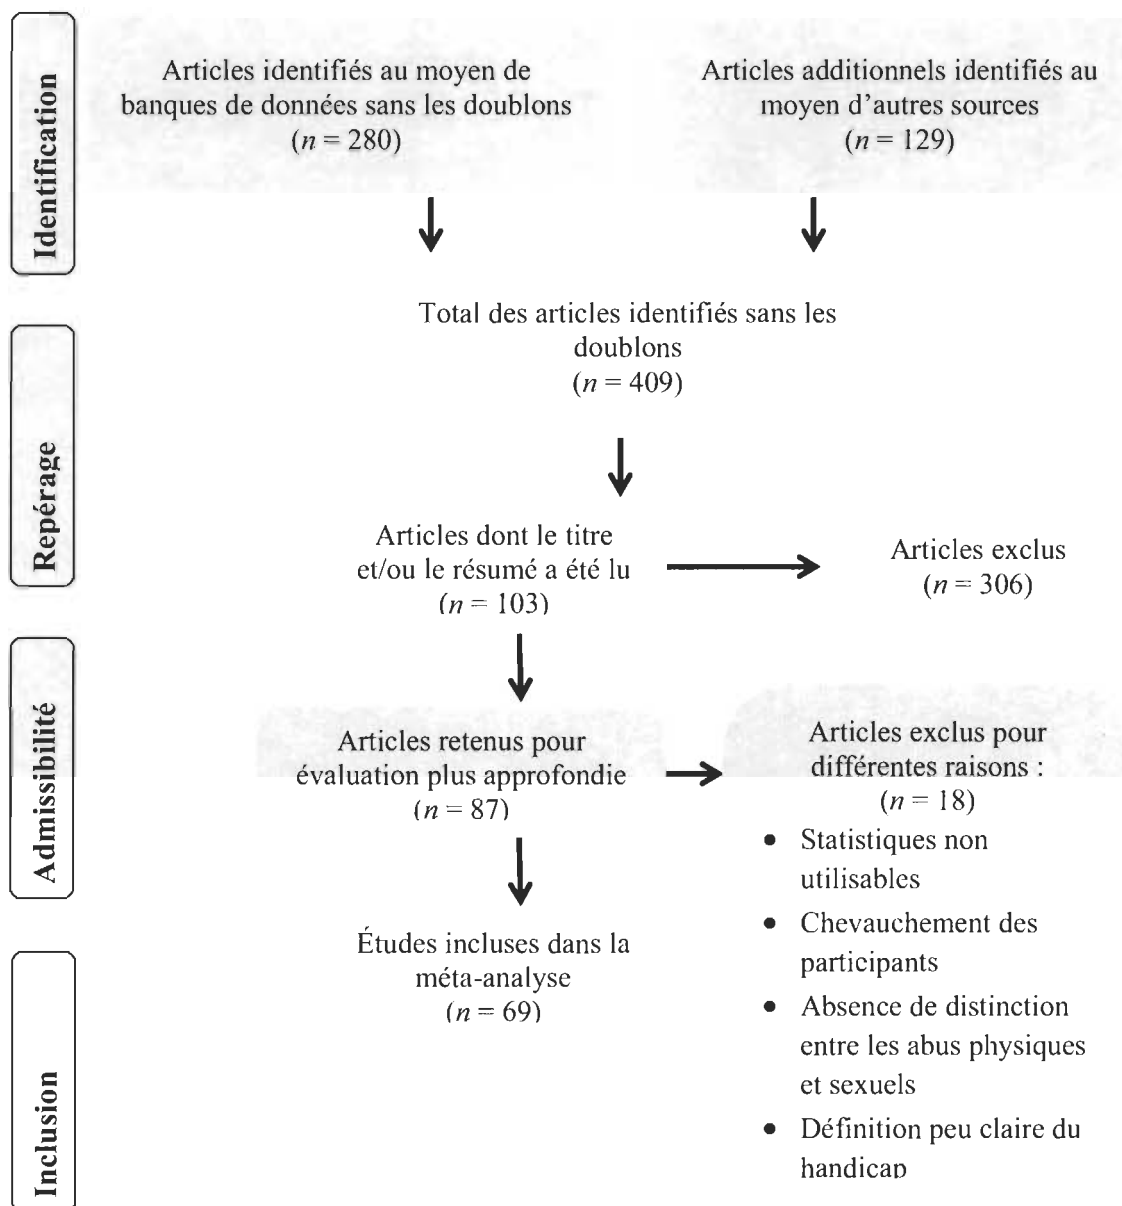 Identification
Articles identifiés au moyen de
banques de données sans les doublons
(n = 280)
Articles additionnels identifiés au
moyen d'autres sources
(n = 129)
Total des articles identifiés sans les
doublons
(n = 409)
Repérage
Articles dont le titre
et/ou le résumé a été lu
(n = 103)
Articles exclus
(n = 306)
Admissibilité
Articles retenus pour
évaluation plus approfondie
(n = 87)
Articles exclus pour
différentes raisons :
(n = 18)
• Statistiques non
utilisables
• Chevauchement des
participants
• Absence de distinction
entre les abus physiques
et sexuels
• Définition peu claire du
handicap
Inclusion
Études incluses dans la
méta-analyse
(n = 69)